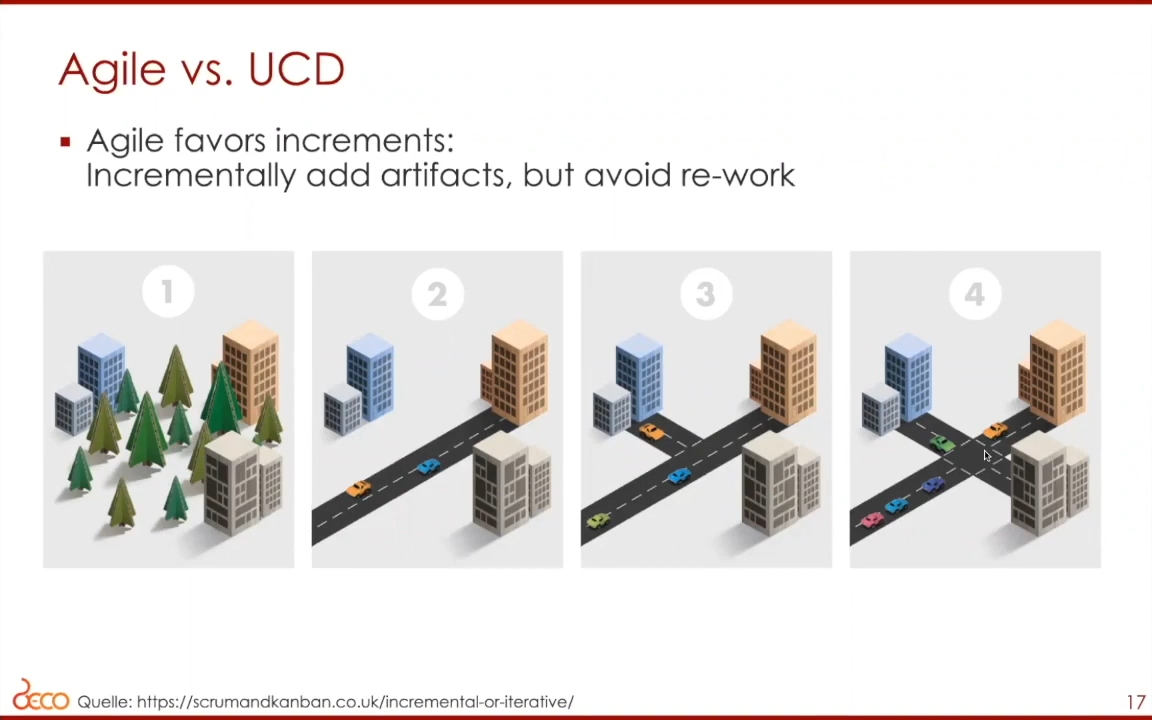 Agile vs. UCD
Agile favors increments:
Incrementally add artifacts, but avoid re-work
1
2
3
4
DECO
Quelle: https://scrumandkanban.co.uk/incremental-or-iterative/
17